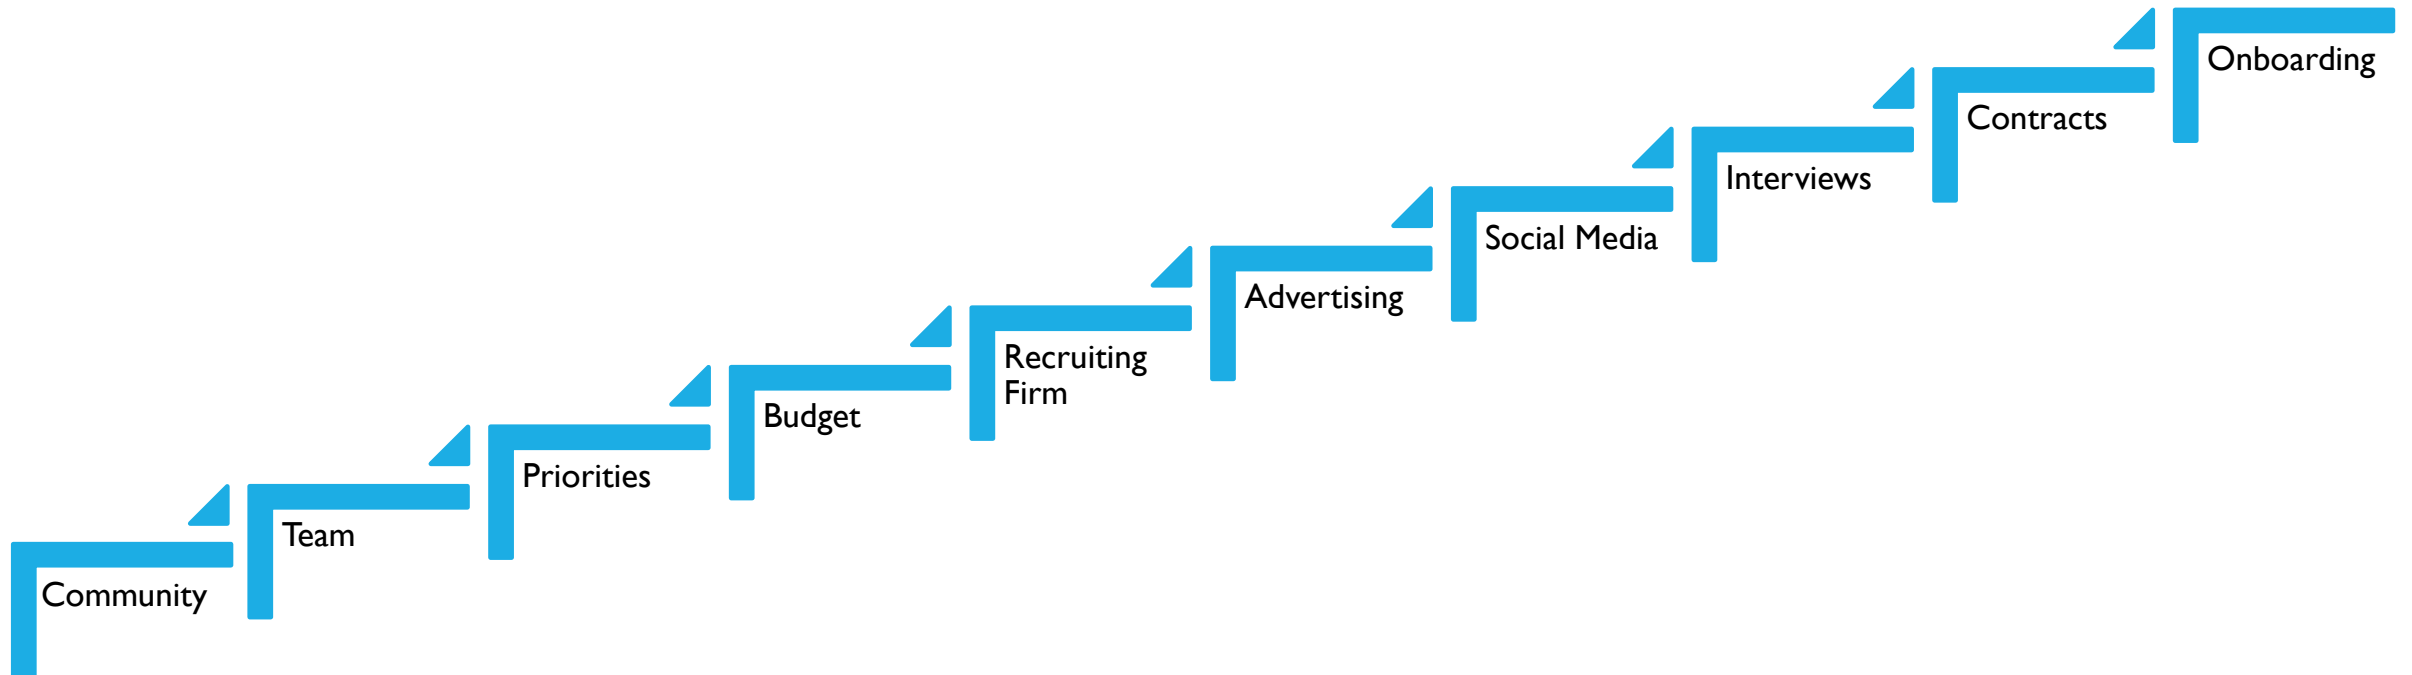 Community
Team
Priorities
Budget
Recruiting
Firm
Advertising
Social Media
Interviews
Contracts
Onboarding